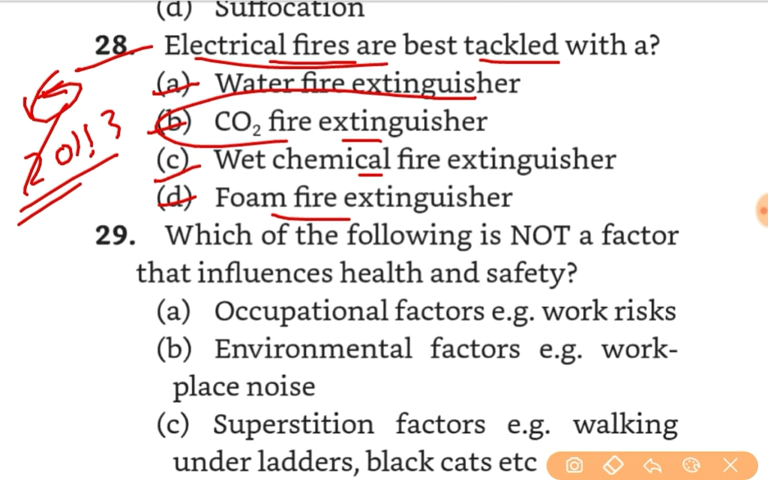 (d) Suffocation
28. Electrical fires are best tackled with a?
(a) Water fire extinguisher
(b) CO₂ fire extinguisher
(c) Wet chemical fire extinguisher
(d) Foam fire extinguisher
29. Which of the following is NOT a factor
that influences health and safety?
(a) Occupational factors e.g. work risks
(b) Environmental factors e.g. work-
place noise
(c) Superstition factors e.g. walking
under ladders, black cats etc